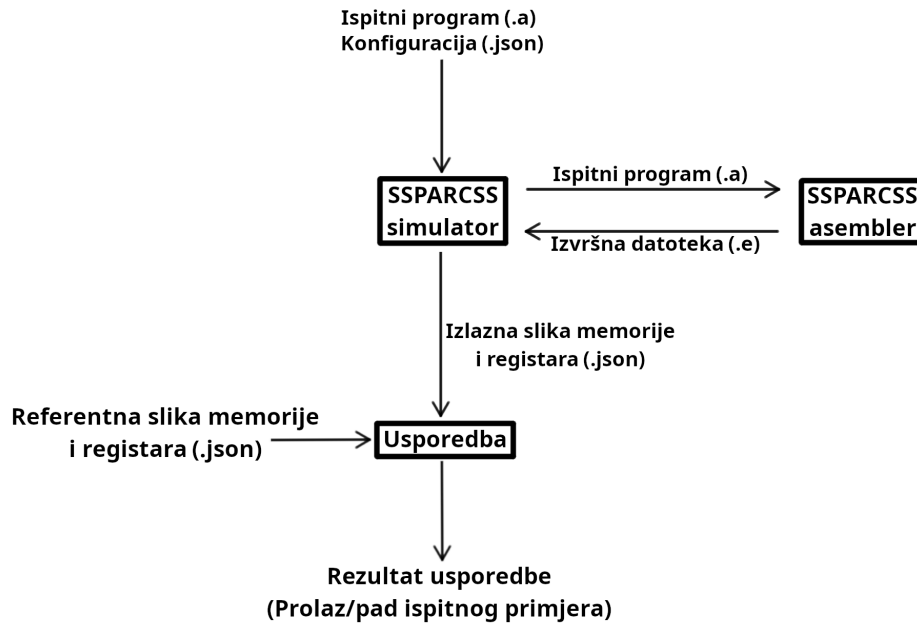 Ispitni program (.a)
Konfiguracija (.json)
SSPARCSS
simulator
Ispitni program (.a)
Izvršna datoteka (.e)
SSPARCSS
asembler
Izlazna slika memorije
i registara (.json)
Referentna slika memorije
i registara (.json)
Usporedba
Rezultat usporedbe
(Prolaz/pad ispitnog primjera)